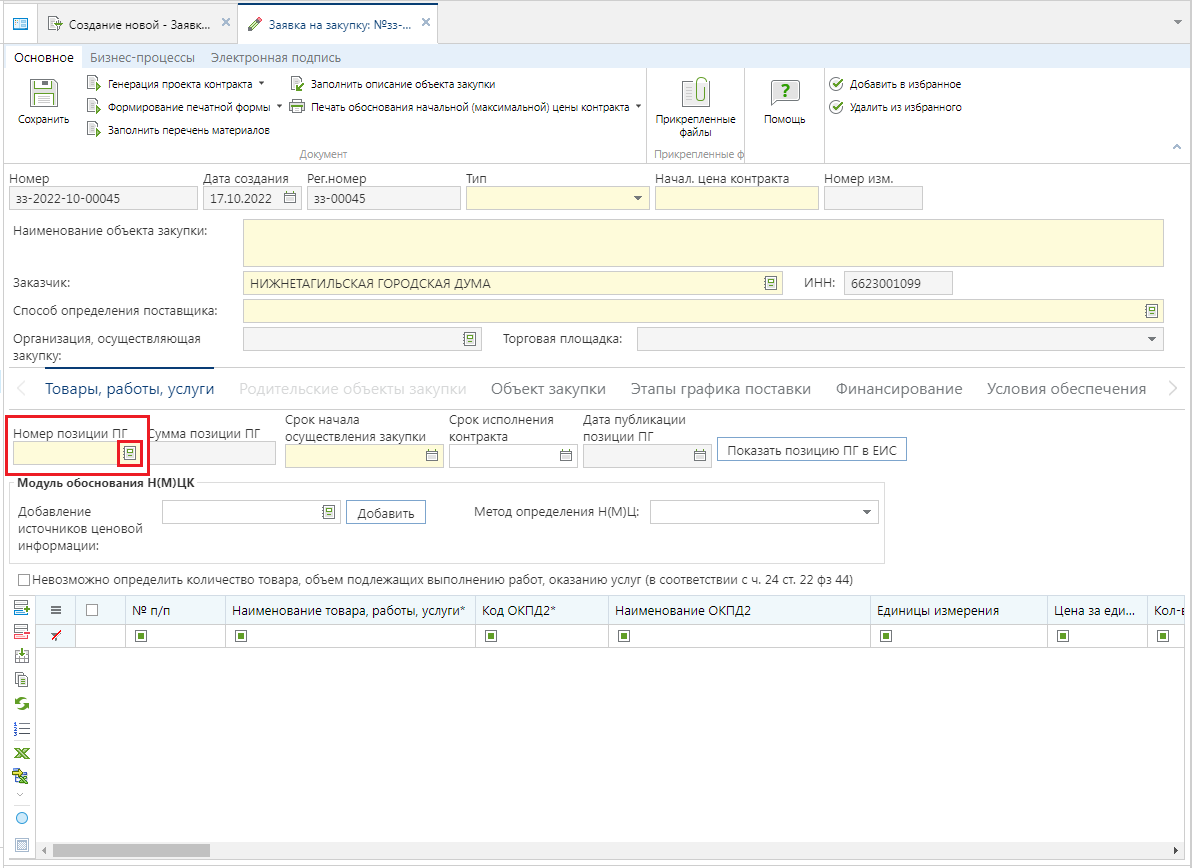 Создание новой - Заявк...
Заявка на закупку: №зз-...
Основное Бизнес-процессы Электронная подпись
Сохранить
Генерация проекта контракта
Формирование печатной формы
Заполнить перечень материалов
Заполнить описание объекта закупки
Печать обоснования начальной (максимальной) цены контракта
Документ
Прикрепленные
файлы
Прикрепленные ф
?
Помощь
Добавить в избранное
Удалить из избранного
Номер Дата создания Рег.номер Тип Начал. цена контракта Номер изм.
зз-2022-10-00045 17.10.2022 зз-00045
Наименование объекта закупки:
Заказчик: НИЖНЕТАГИЛЬСКАЯ ГОРОДСКАЯ ДУМА ИНН: 6623001099
Способ определения поставщика:
Организация, осуществляющая
закупку:
Торговая площадка:
Товары, работы, услуги Родительские объекты закупки Объект закупки Этапы графика поставки Финансирование Условия обеспечения
Номер позиции ПГ
Сумма позиции ПГ
Срок начала
осуществления закупки
Срок исполнения
контракта
Дата публикации
позиции ПГ
Показать позицию ПГ в ЕИС
Модуль обоснования Н(М)ЦК
Добавление
источников ценовой
информации:
Добавить
Метод определения Н(М)Ц:
Невозможно определить количество товара, объем подлежащих выполнению работ, оказанию услуг (в соответствии с ч. 24 ст. 22 фз 44)
№ п/п Наименование товара, работы, услуги* Код ОКПД2* Наименование ОКПД2 Единицы измерения Цена за еди... Кол-в